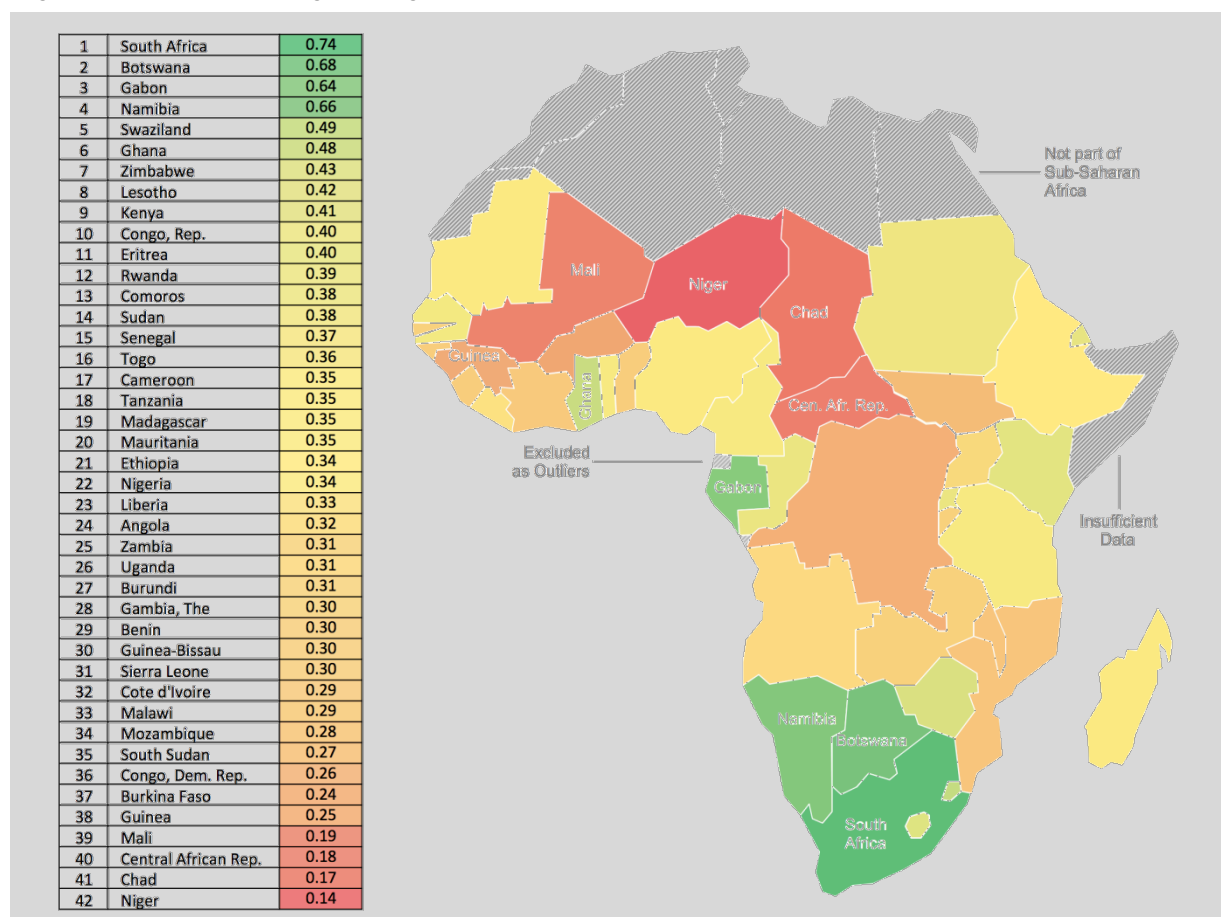 1 South Africa 0.74
2 Botswana 0.68
3 Gabon 0.64
4 Namibia 0.66
5 Swaziland 0.49
6 Ghana 0.48
7 Zimbabwe 0.43
8 Lesotho 0.42
9 Kenya 0.41
10 Congo, Rep. 0.40
11 Eritrea 0.40
12 Rwanda 0.39
13 Comoros 0.38
14 Sudan 0.38
15 Senegal 0.37
16 Togo 0.36
17 Cameroon 0.35
18 Tanzania 0.35
19 Madagascar 0.35
20 Mauritania 0.35
21 Ethiopia 0.34
22 Nigeria 0.34
23 Liberia 0.33
24 Angola 0.32
25 Zambia 0.31
26 Uganda 0.31
27 Burundi 0.31
28 Gambia, The 0.30
29 Benin 0.30
30 Guinea-Bissau 0.30
31 Sierra Leone 0.30
32 Cote d'Ivoire 0.29
33 Malawi 0.29
34 Mozambique 0.28
35 South Sudan 0.27
36 Congo, Dem. Rep. 0.26
37 Burkina Faso 0.24
38 Guinea 0.25
39 Mali 0.19
40 Central African Rep. 0.18
41 Chad 0.17
42 Niger 0.14
Not part of
Sub-Saharan
Africa
Mali
Niger
Chad
Guinea
Ghana
Cen. Afr. Rep.
Excluded
as Outliers
Gabon
Insufficient
Data
Namibia
Botswana
South
Africa